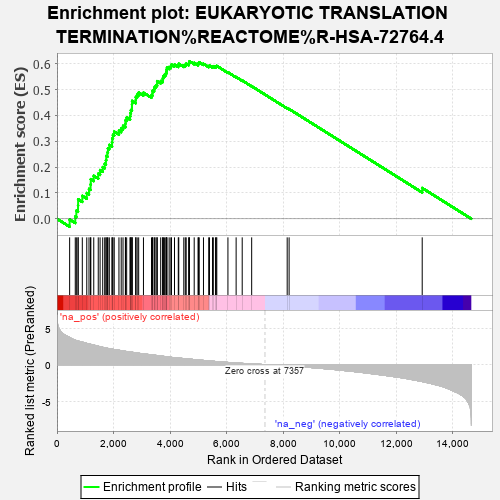 Enrichment plot: EUKARYOTIC TRANSLATION
TERMINATION%REACTOME%R-HSA-72764.4
Enrichment score (ES)
0.6
0.5
0.4
0.3
0.2
0.1
0.0
Ranked list metric (PreRanked)
5
0
-5
'na_pos' (positively correlated)
Zero cross at 7357
'na_neg' (negatively correlated)
0
2,000
4,000
6,000
8,000
10,000
12,000
14,000
Rank in Ordered Dataset
Enrichment profile
Hits
Ranking metric scores